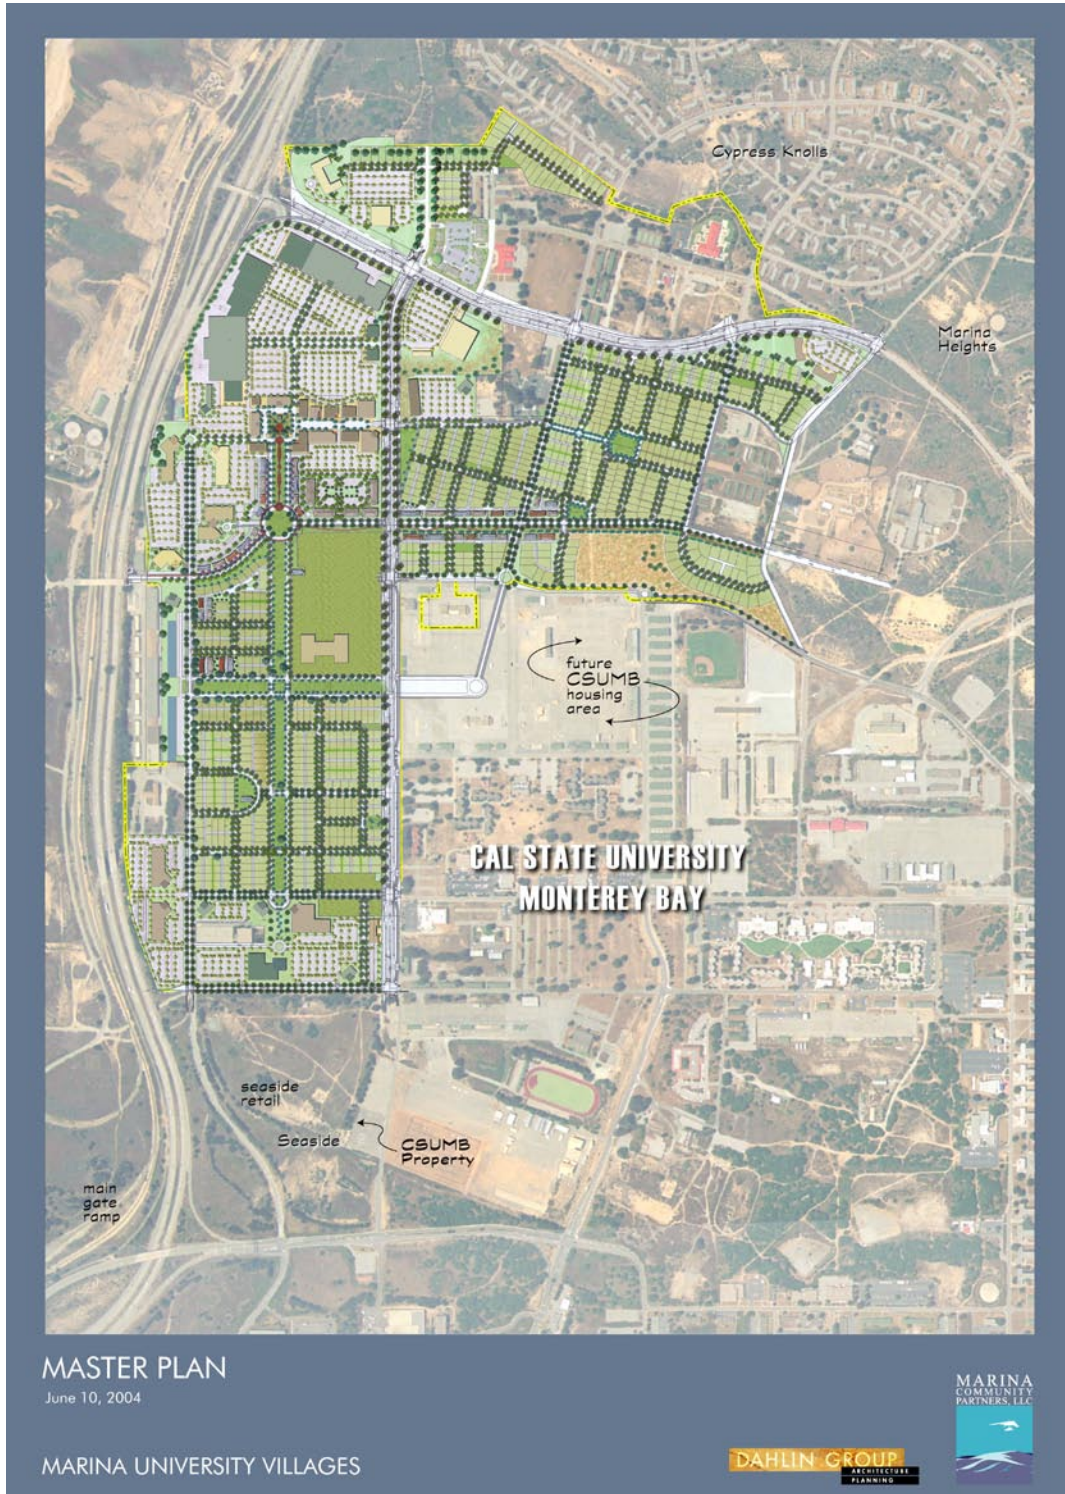 Cypress Knolls
Marina
Heights
future
CSUMB
housing
area
CAL STATE UNIVERSITY
MONTEREY BAY
seaside
retail
Seaside
CSUMB
Property
main
gate
ramp
MASTER PLAN
June 10, 2004
MARINA UNIVERSITY VILLAGES
DAHLIN GROUP
ARCHITECTURE
PLANNING
MARINA
COMMUNITY
PARTNERS, LLC